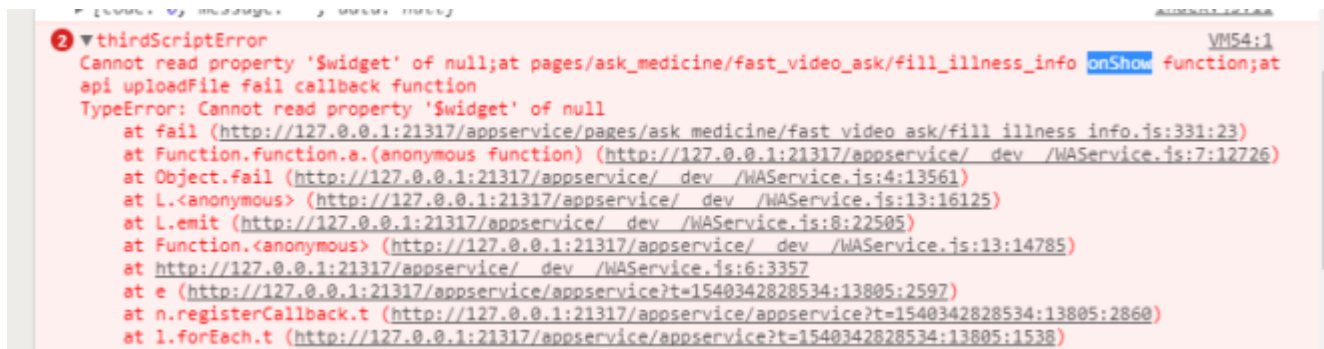 2 ▼thirdScriptError VM54:1
Cannot read property '$widget' of null;at pages/ask_medicine/fast_video_ask/fill_illness_info onShow function;at
api uploadFile fail callback function
TypeError: Cannot read property '$widget' of null
at fail (http://127.0.0.1:21317/appservice/pages/ask_medicine/fast_video_ask/fill_illness_info.js:331:23)
at Function.function.a.(anonymous function) (http://127.0.0.1:21317/appservice/__dev__/WAService.js:7:12726)
at Object.fail (http://127.0.0.1:21317/appservice/__dev__/WAService.js:4:13561)
at L.<anonymous> (http://127.0.0.1:21317/appservice/__dev__/WAService.js:13:16125)
at L.emit (http://127.0.0.1:21317/appservice/__dev__/WAService.js:8:22505)
at Function.<anonymous> (http://127.0.0.1:21317/appservice/__dev__/WAService.js:13:14785)
at http://127.0.0.1:21317/appservice/__dev__/WAService.js:6:3357
at e (http://127.0.0.1:21317/appservice/appservice?t=1540342828534:13805:2597)
at n.registerCallback.t (http://127.0.0.1:21317/appservice/appservice?t=1540342828534:13805:2860)
at l.forEach.t (http://127.0.0.1:21317/appservice/appservice?t=1540342828534:13805:1538)